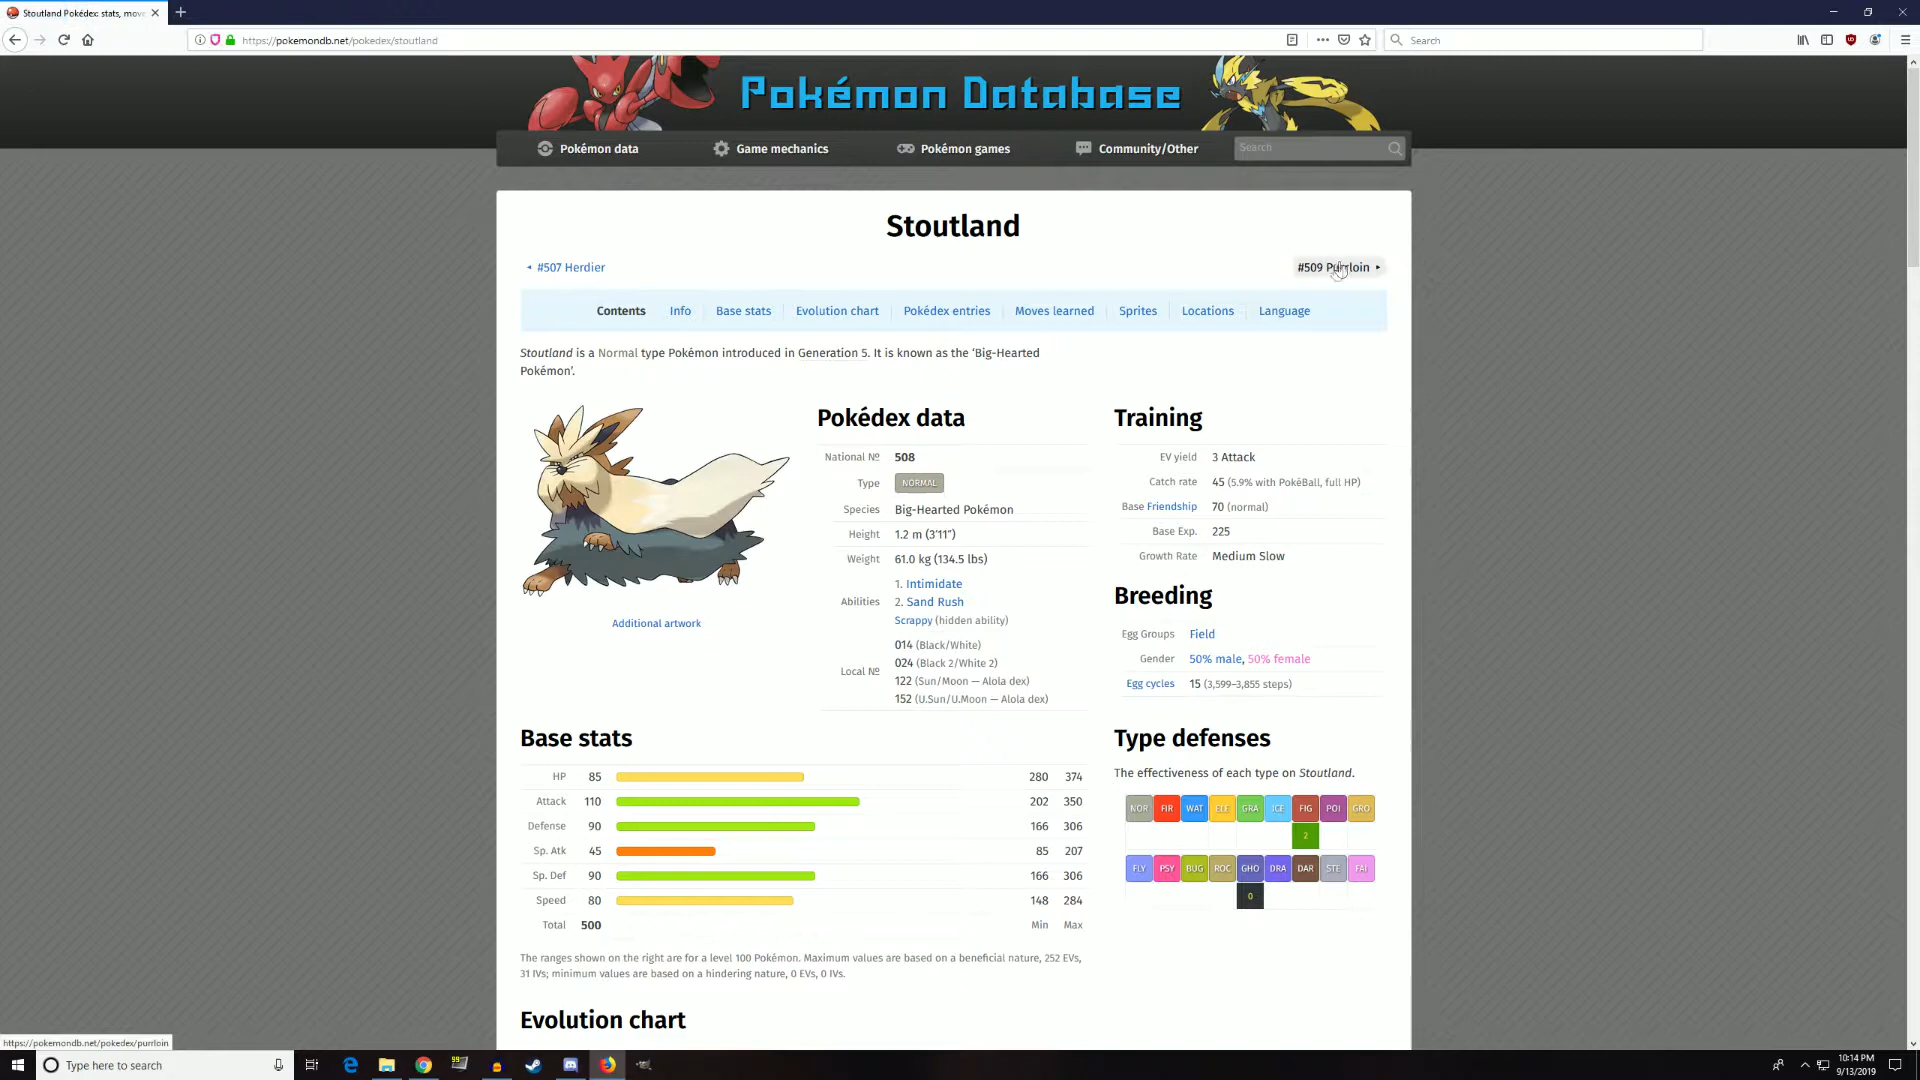 Stoutland Pokédex: stats, mov
https://pokemondb.net/pokedex/stoutland
Search
Pokémon Database
Pokémon data
Game mechanics
Pokémon games
Community/Other
Search
Stoutland
#507 Herdier
#509 Purrloin
Contents Info Base stats Evolution chart Pokédex entries Moves learned Sprites Locations Language
Stoutland is a Normal type Pokémon introduced in Generation 5. It is known as the ‘Big-Hearted
Pokémon’.
Additional artwork
Pokédex data
National № 508
Type NORMAL
Species Big-Hearted Pokémon
Height 1.2 m (3′11″)
Weight 61.0 kg (134.5 lbs)
Abilities 1. Intimidate
2. Sand Rush
Scrappy (hidden ability)
Local № 014 (Black/White)
024 (Black 2/White 2)
122 (Sun/Moon — Alola dex)
152 (U.Sun/U.Moon — Alola dex)
Training
EV yield 3 Attack
Catch rate 45 (5.9% with PokéBall, full HP)
Base Friendship 70 (normal)
Base Exp. 225
Growth Rate Medium Slow
Breeding
Egg Groups Field
Gender 50% male, 50% female
Egg cycles 15 (3,599–3,855 steps)
Base stats
HP 85 280 374
Attack 110 202 350
Defense 90 166 306
Sp. Atk 45 85 207
Sp. Def 90 166 306
Speed 80 148 284
Total 500 Min Max
The ranges shown on the right are for a level 100 Pokémon. Maximum values are based on a beneficial nature, 252 EVs,
31 IVs; minimum values are based on a hindering nature, 0 EVs, 0 IVs.
Type defenses
The effectiveness of each type on Stoutland.
NOR FIR WAT ELE GRA ICE FIG POI GRO
2
FLY PSY BUG ROC GHO DRA DAR STE FAI
0
Evolution chart
https://pokemondb.net/pokedex/purrloin
Type here to search
99
10:14 PM
9/13/2019